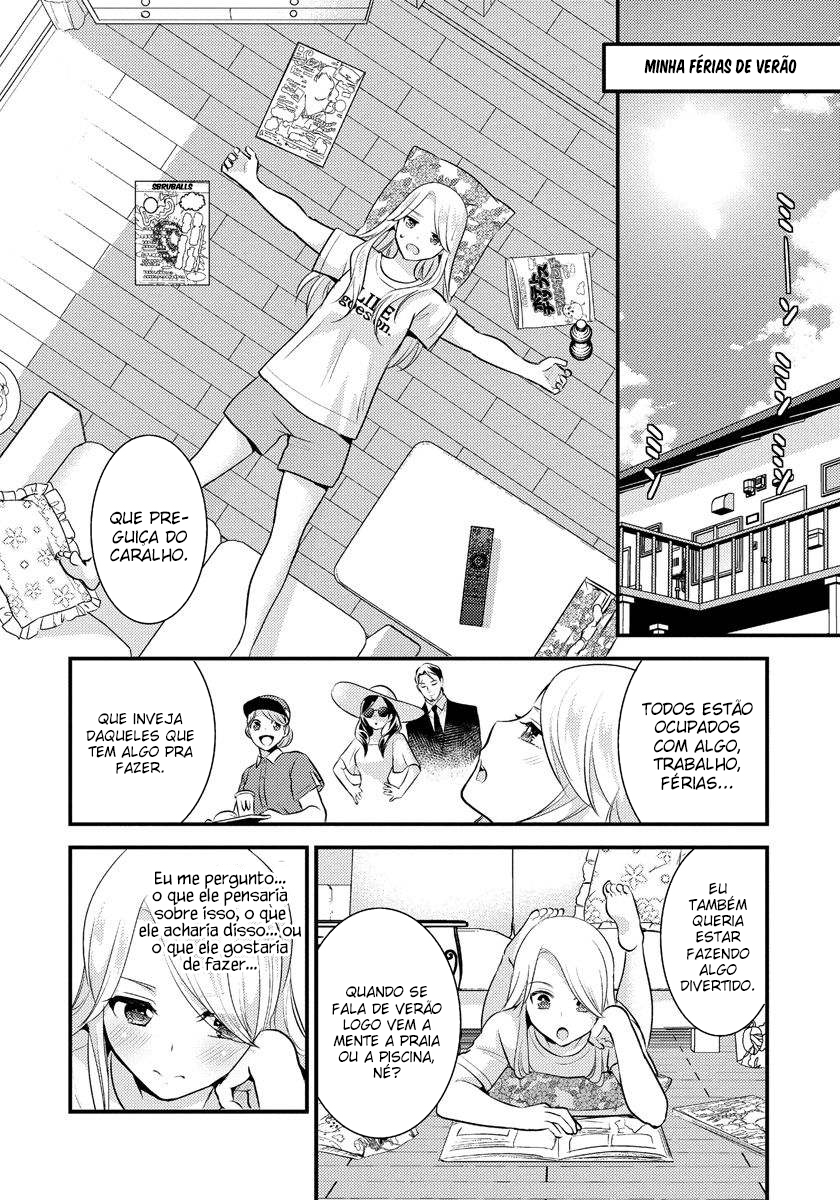 MINHA FÉRIAS DE VERÃO
SBRUBALLS
LIFE
goes on.
QUE PRE-
GUIÇA DO
CARALHO.
TODOS ESTÃO
OCUPADOS
COM ALGO,
TRABALHO,
FÉRIAS...
QUE INVEJA
DAQUELES QUE
TEM ALGO PRA
FAZER.
EU
TAMBÉM
QUERIA
ESTAR
FAZENDO
ALGO
DIVERTIDO.
QUANDO SE
FALA DE VERÃO
LOGO VEM A
MENTE A PRAIA
OU A PISCINA,
NÉ?
Eu me pergunto...
o que ele pensaria
sobre isso, o que
ele acharia disso... ou
o que ele gostaria
de fazer...